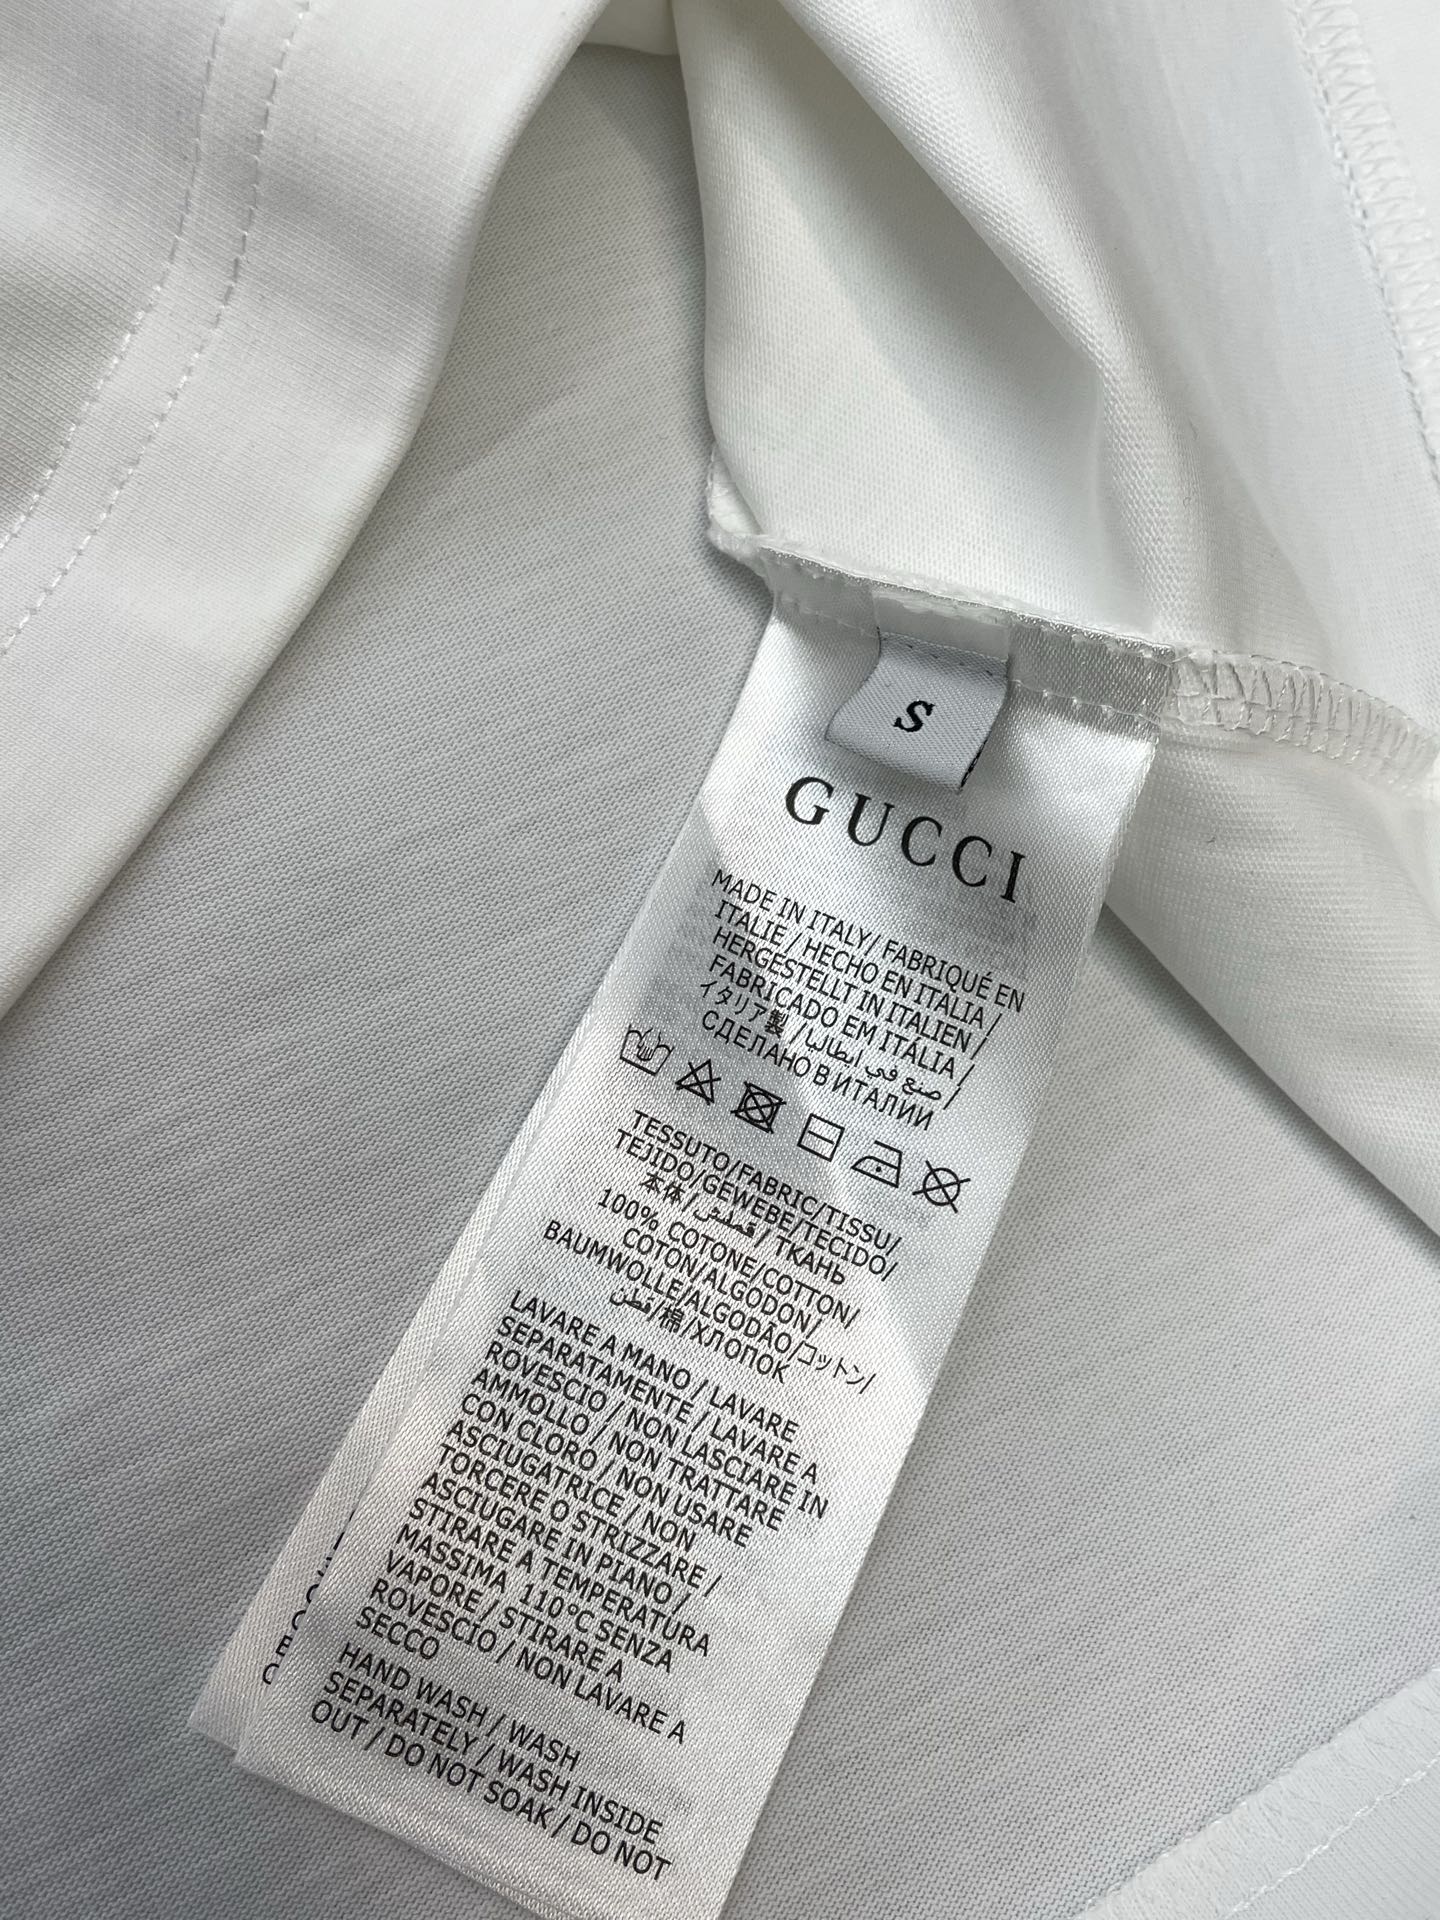 S
GUCCI
MADE IN ITALY/ FABRIQUÉ EN
ITALIE / HECHO EN ITALIA /
HERGESTELLT IN ITALIEN /
FABRICADO EM ITÁLIA /
イタリア製 / صنع في ايطاليا /
СДЕЛАНО В ИТАЛИИ
TESSUTO/FABRIC/TISSU/
TEJIDO/GEWEBE/TECIDO/
本体/ قماش / ТКАНЬ
100% COTONE/COTTON/
COTON/ALGODON/
BAUMWOLLE/ALGODÃO/コットン/
قطن/棉/ХЛОПОК
LAVARE A MANO / LAVARE
SEPARATAMENTE / LAVARE A
ROVESCIO / NON LASCIARE IN
AMMOLLO / NON TRATTARE
CON CLORO / NON USARE
ASCIUGATRICE / NON
TORCERE O STRIZZARE /
ASCIUGARE IN PIANO /
STIRARE A TEMPERATURA
MASSIMA 110°C SENZA
VAPORE / STIRARE A
ROVESCIO / NON LAVARE A
SECCO
HAND WASH / WASH
SEPARATELY / WASH INSIDE
OUT / DO NOT SOAK / DO NOT